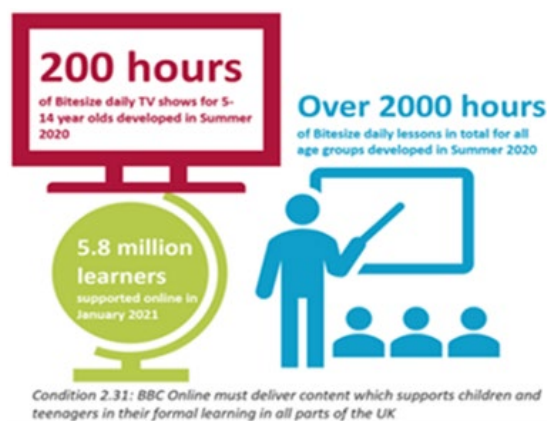 200 hours
of Bitesize daily TV shows for 5-
14 year olds developed in Summer
2020
Over 2000 hours
of Bitesize daily lessons in total for all
age groups developed in Summer 2020
5.8 million
learners
supported online in
January 2021
Condition 2.31: BBC Online must deliver content which supports children and
teenagers in their formal learning in all parts of the UK